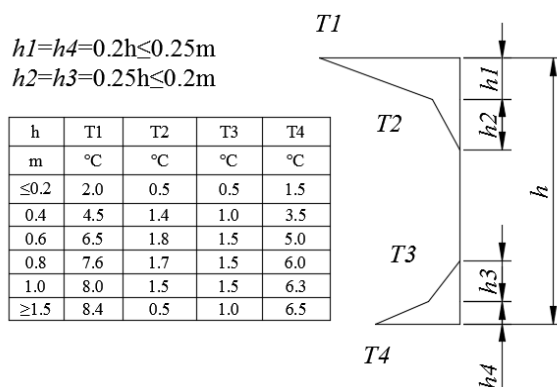 T1
h1=h4=0.2h≤0.25m
h2=h3=0.25h≤0.2m
h1
T2
h2
h T1 T2 T3 T4
m °C °C °C °C
≤0.2 2.0 0.5 0.5 1.5
0.4 4.5 1.4 1.0 3.5
0.6 6.5 1.8 1.5 5.0
0.8 7.6 1.7 1.5 6.0
1.0 8.0 1.5 1.5 6.3
≥1.5 8.4 0.5 1.0 6.5
h
T3
h3
T4
h4